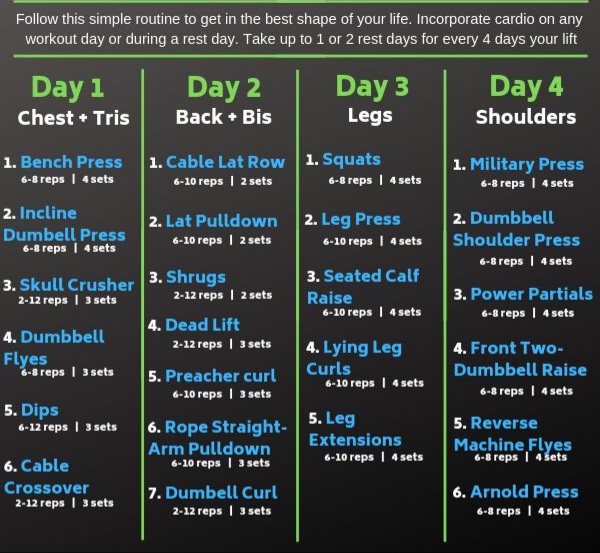 Follow this simple routine to get in the best shape of your life. Incorporate cardio on any
workout day or during a rest day. Take up to 1 or 2 rest days for every 4 days your lift
Day 1
Chest + Tris
1. Bench Press
6-8 reps | 4 sets
2. Incline
Dumbell Press
6-8 reps | 4 sets
3. Skull Crusher
2-12 reps | 3 sets
4. Dumbbell
Flyes
6-8 reps | 3 sets
5. Dips
6-12 reps | 3 sets
6. Cable
Crossover
2-12 reps | 3 sets
Day 2
Back + Bis
1. Cable Lat Row
6-10 reps | 2 sets
2. Lat Pulldown
6-10 reps | 2 sets
3. Shrugs
2-12 reps | 2 sets
4. Dead Lift
2-12 reps | 3 sets
5. Preacher curl
6-10 reps | 3 sets
6. Rope Straight-
Arm Pulldown
6-10 reps | 3 sets
7. Dumbell Curl
2-12 reps | 3 sets
Day 3
Legs
1. Squats
6-8 reps | 4 sets
2. Leg Press
6-10 reps | 4 sets
3. Seated Calf
Raise
6-10 reps | 4 sets
4. Lying Leg
Curls
6-10 reps | 4 sets
5. Leg
Extensions
6-10 reps | 4 sets
Day 4
Shoulders
1. Military Press
6-8 reps | 4 sets
2. Dumbbell
Shoulder Press
6-8 reps | 4 sets
3. Power Partials
6-8 reps | 4 sets
4. Front Two-
Dumbbell Raise
6-8 reps | 4 sets
5. Reverse
Machine Flyes
6-8 reps | 4 sets
6. Arnold Press
6-8 reps | 4 sets